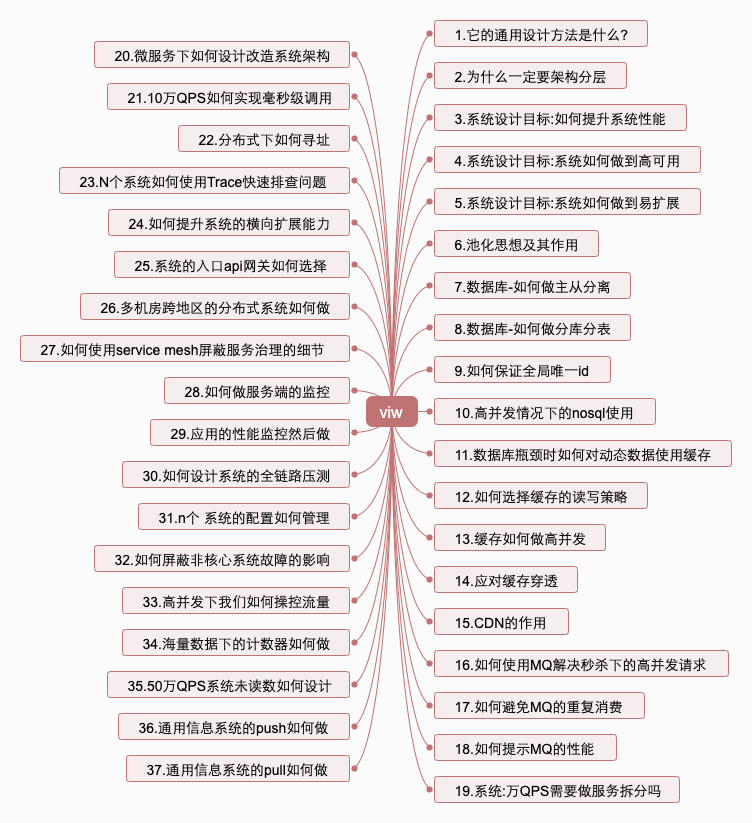 viw
1.它的通用设计方法是什么?
2.为什么一定要架构分层
3.系统设计目标:如何提升系统性能
4.系统设计目标:系统如何做到高可用
5.系统设计目标:系统如何做到易扩展
6.池化思想及其作用
7.数据库-如何做主从分离
8.数据库-如何做分库分表
9.如何保证全局唯一id
10.高并发情况下的nosql使用
11.数据库瓶颈时如何对动态数据使用缓存
12.如何选择缓存的读写策略
13.缓存如何做高并发
14.应对缓存穿透
15.CDN的作用
16.如何使用MQ解决秒杀下的高并发请求
17.如何避免MQ的重复消费
18.如何提示MQ的性能
19.系统:万QPS需要做服务拆分吗
20.微服务下如何设计改造系统架构
21.10万QPS如何实现毫秒级调用
22.分布式下如何寻址
23.N个系统如何使用Trace快速排查问题
24.如何提升系统的横向扩展能力
25.系统的入口api网关如何选择
26.多机房跨地区的分布式系统如何做
27.如何使用service mesh屏蔽服务治理的细节
28.如何做服务端的监控
29.应用的性能监控然后做
30.如何设计系统的全链路压测
31.n个 系统的配置如何管理
32.如何屏蔽非核心系统故障的影响
33.高并发下我们如何操控流量
34.海量数据下的计数器如何做
35.50万QPS系统未读数如何设计
36.通用信息系统的push如何做
37.通用信息系统的pull如何做